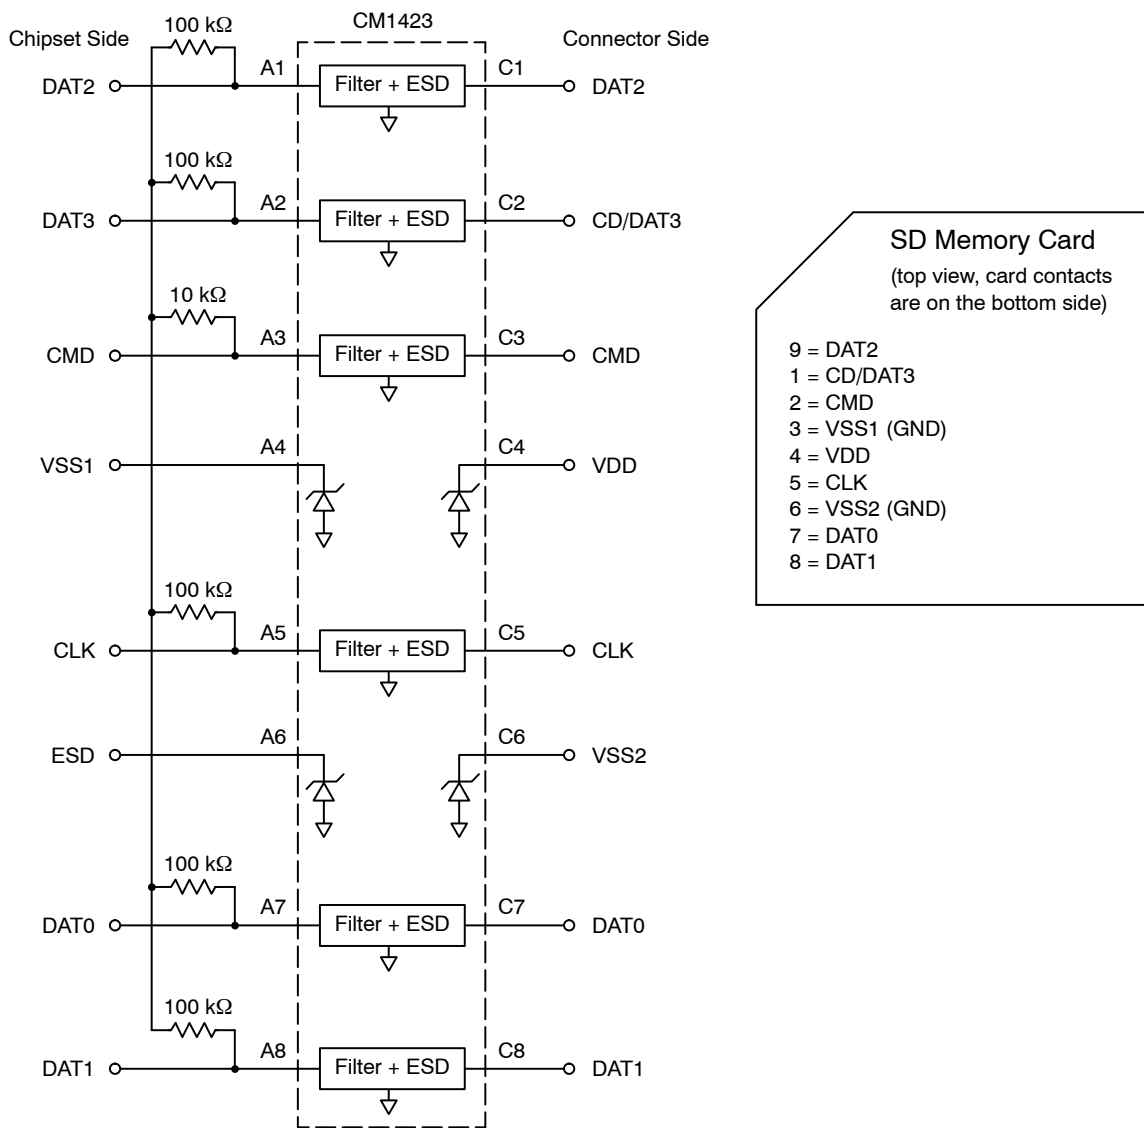 CM1423
Chipset Side
Connector Side
100 kΩ
DAT2 A1 Filter + ESD C1 DAT2
100 kΩ
DAT3 A2 Filter + ESD C2 CD/DAT3
10 kΩ
CMD A3 Filter + ESD C3 CMD
VSS1 A4 C4 VDD
100 kΩ
CLK A5 Filter + ESD C5 CLK
ESD A6 C6 VSS2
100 kΩ
DAT0 A7 Filter + ESD C7 DAT0
100 kΩ
DAT1 A8 Filter + ESD C8 DAT1
SD Memory Card
(top view, card contacts
are on the bottom side)
9 = DAT2
1 = CD/DAT3
2 = CMD
3 = VSS1 (GND)
4 = VDD
5 = CLK
6 = VSS2 (GND)
7 = DAT0
8 = DAT1